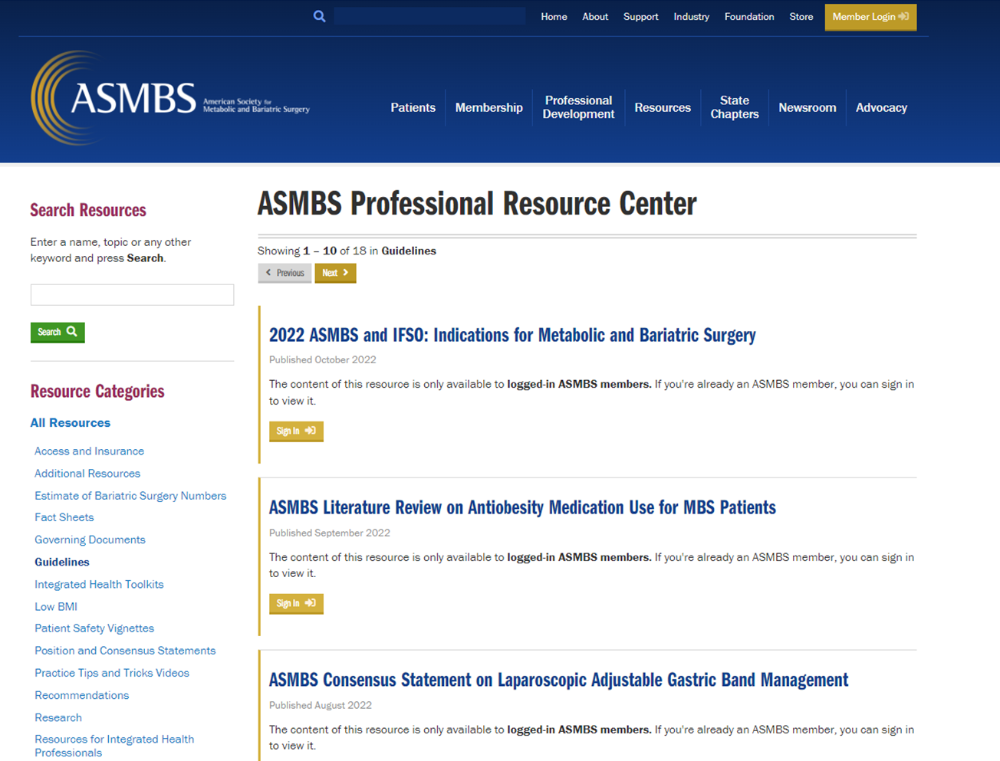 Home About Support Industry Foundation Store Member Login
ASMBS American Society for
Metabolic and Bariatric Surgery
Patients Membership Professional Development Resources State Chapters Newsroom Advocacy
Search Resources
Enter a name, topic or any other
keyword and press Search.
Search
Resource Categories
All Resources
Access and Insurance
Additional Resources
Estimate of Bariatric Surgery Numbers
Fact Sheets
Governing Documents
Guidelines
Integrated Health Toolkits
Low BMI
Patient Safety Vignettes
Position and Consensus Statements
Practice Tips and Tricks Videos
Recommendations
Research
Resources for Integrated Health
Professionals
ASMBS Professional Resource Center
Showing 1 – 10 of 18 in Guidelines
Previous Next
2022 ASMBS and IFSO: Indications for Metabolic and Bariatric Surgery
Published October 2022
The content of this resource is only available to logged-in ASMBS members. If you're already an ASMBS member, you can sign in
to view it.
Sign In
ASMBS Literature Review on Antiobesity Medication Use for MBS Patients
Published September 2022
The content of this resource is only available to logged-in ASMBS members. If you're already an ASMBS member, you can sign in
to view it.
Sign In
ASMBS Consensus Statement on Laparoscopic Adjustable Gastric Band Management
Published August 2022
The content of this resource is only available to logged-in ASMBS members. If you're already an ASMBS member, you can sign in
to view it.